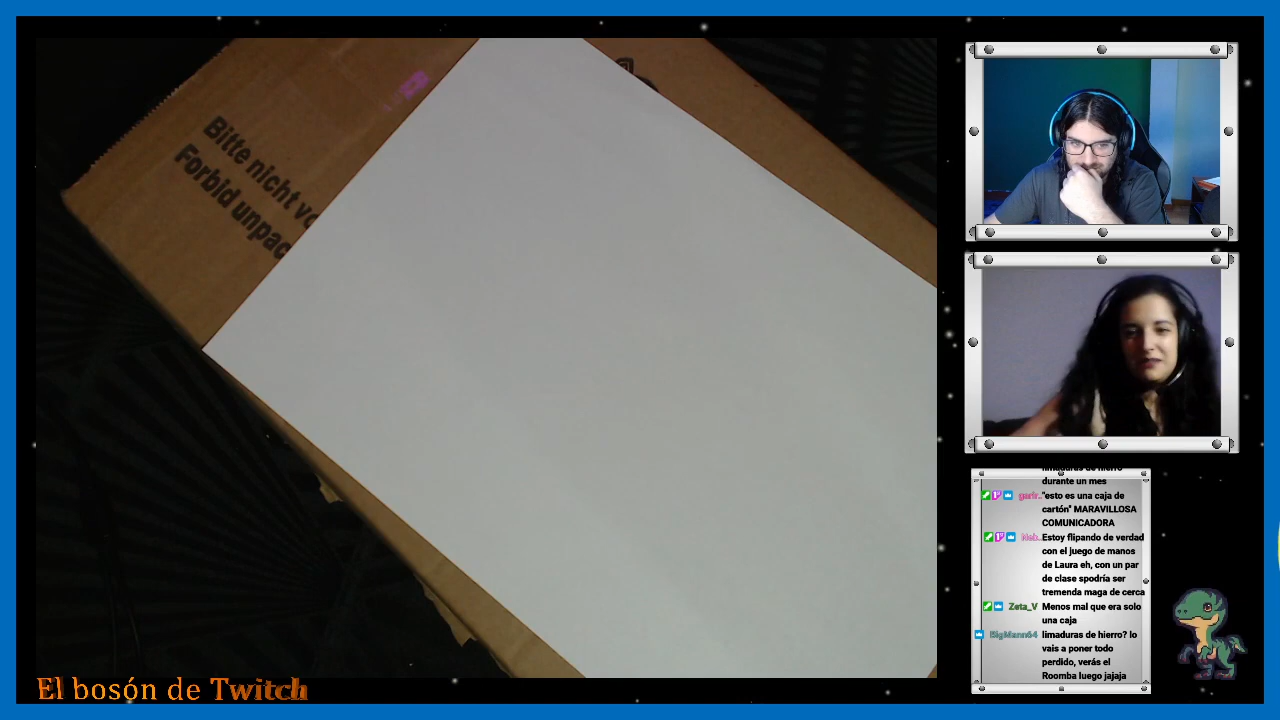 Bitte nicht
Forbid unpac
limaduras de hierro
durante un mes
"esto es una caja de
cartón" MARAVILLOSA
COMUNICADORA
Neb..: Estoy flipando de verdad
con el juego de manos
de Laura eh, con un par
de clase spodría ser
tremenda maga de cerca
Zeta_V Menos mal que era solo
una caja
BigMann64 limaduras de hierro? lo
vais a poner todo
perdido, verás el
Roomba luego jajaja
El bosón de Twitch